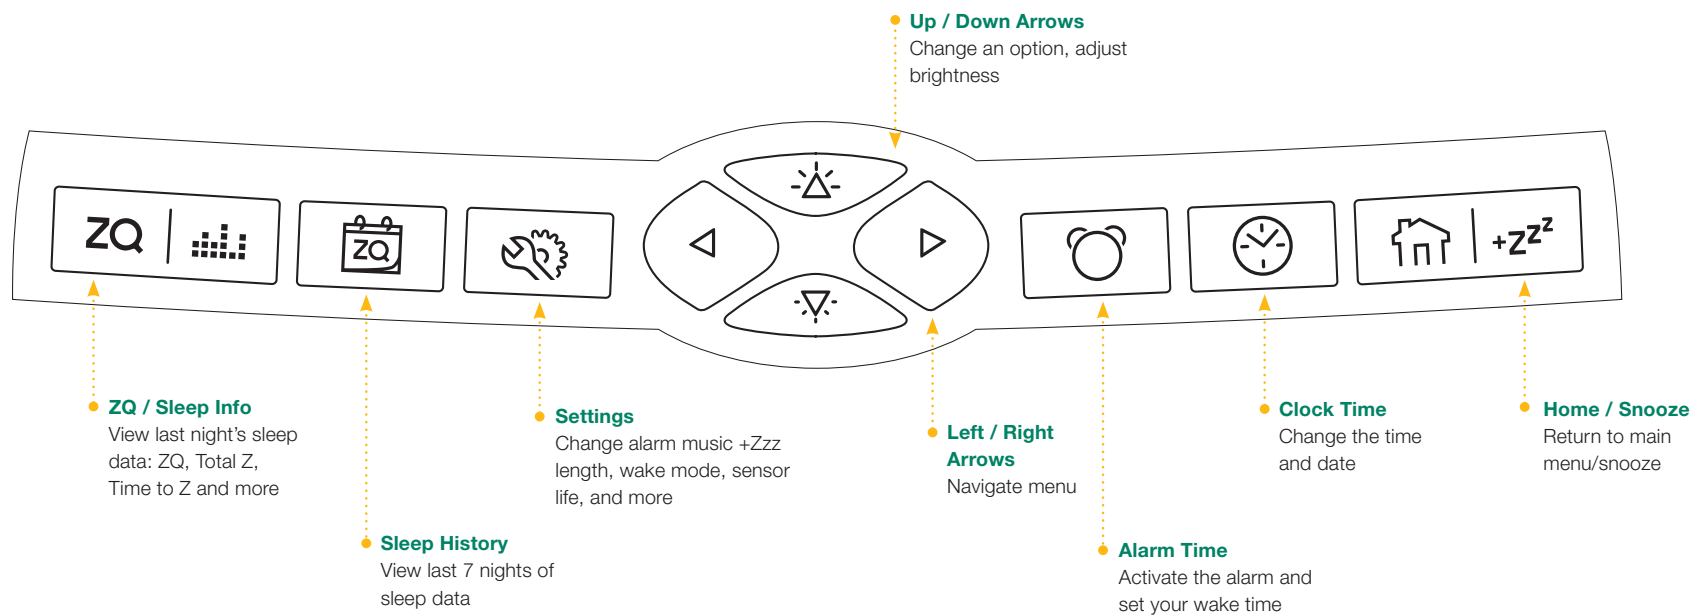 Up / Down Arrows
Change an option, adjust
brightness
ZQ
ZQ
+zzz
ZQ / Sleep Info
View last night’s sleep
data: ZQ, Total Z,
Time to Z and more
Sleep History
View last 7 nights of
sleep data
Settings
Change alarm music +Zzz
length, wake mode, sensor
life, and more
Left / Right
Arrows
Navigate menu
Alarm Time
Activate the alarm and
set your wake time
Clock Time
Change the time
and date
Home / Snooze
Return to main
menu/snooze